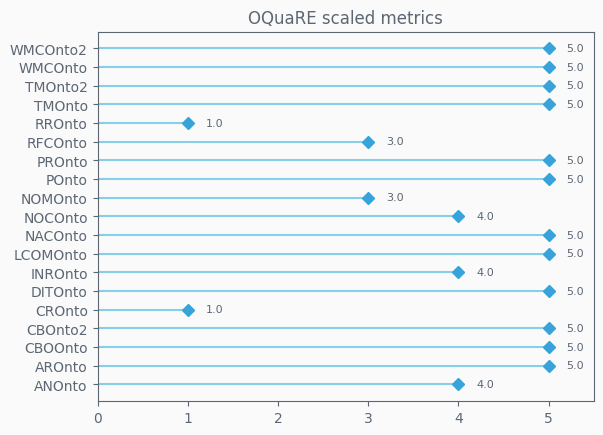 OQuaRE scaled metrics
WMCOnto2 5.0
WMCOnto 5.0
TMOnto2 5.0
TMOnto 5.0
RROnto 1.0
RFCOnto 3.0
PROnto 5.0
POnto 5.0
NOMOnto 3.0
NOCOnto 4.0
NACOnto 5.0
LCOMOnto 5.0
INROnto 4.0
DITOnto 5.0
CROnto 1.0
CBOnto2 5.0
CBOOnto 5.0
AROnto 5.0
ANOnto 4.0
0 1 2 3 4 5